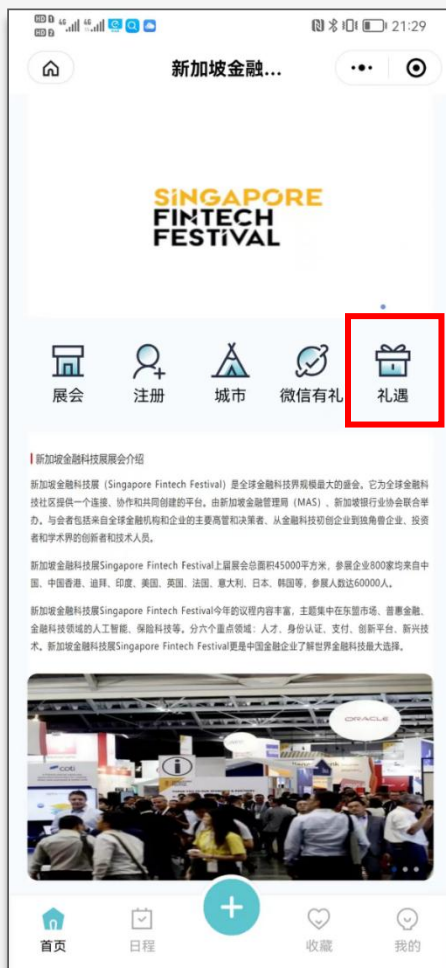 21:29
新加坡金融...
SINGAPORE
FINTECH
FESTIVAL
展会 注册 城市 微信有礼 礼遇
新加坡金融科技展展会介绍
新加坡金融科技展（Singapore Fintech Festival）是全球金融科技界规模最大的盛会。它为全球金融科
技社区提供一个连接、协作和共同创建的平台。由新加坡金融管理局（MAS）、新加坡银行业协会联合举
办。与会者包括来自全球金融机构和企业的主要高管和决策者、从金融科技初创企业到独角兽企业、投资
者和学术界的创新者和技术人员。
新加坡金融科技展Singapore Fintech Festival上届展会总面积45000平方米，参展企业800家均来自中
国、中国香港、迪拜、印度、美国、英国、法国、意大利、日本、韩国等，参展人数达60000人。
新加坡金融科技展Singapore Fintech Festival今年的议程内容丰富，主题集中在东盟市场、普惠金融、
金融科技领域的人工智能、保险科技等。分六个重点领域：人才、身份认证、支付、创新平台、新兴技
术。新加坡金融科技展Singapore Fintech Festival更是中国金融企业了解世界金融科技最大选择。
ORACLE
coti
首页 日程 收藏 我的